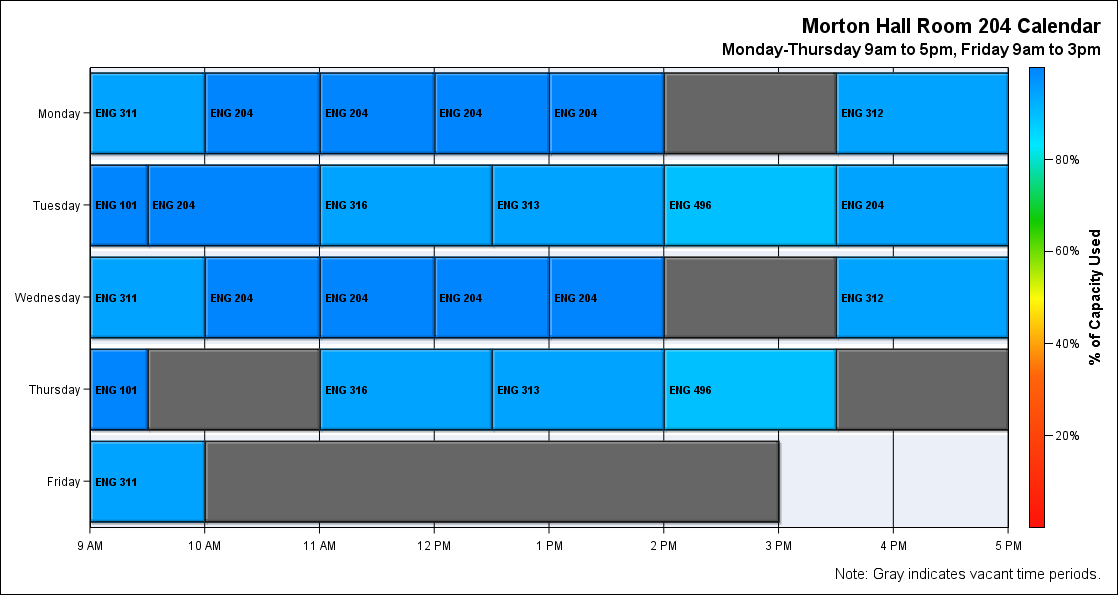 Morton Hall Room 204 Calendar
Monday-Thursday 9am to 5pm, Friday 9am to 3pm
Monday
ENG 311
ENG 204
ENG 204
ENG 204
ENG 204
ENG 312
Tuesday
ENG 101
ENG 204
ENG 316
ENG 313
ENG 496
ENG 204
Wednesday
ENG 311
ENG 204
ENG 204
ENG 204
ENG 204
ENG 312
Thursday
ENG 101
ENG 316
ENG 313
ENG 496
Friday
ENG 311
9 AM
10 AM
11 AM
12 PM
1 PM
2 PM
3 PM
4 PM
5 PM
80%
60%
40%
20%
% of Capacity Used
Note: Gray indicates vacant time periods.